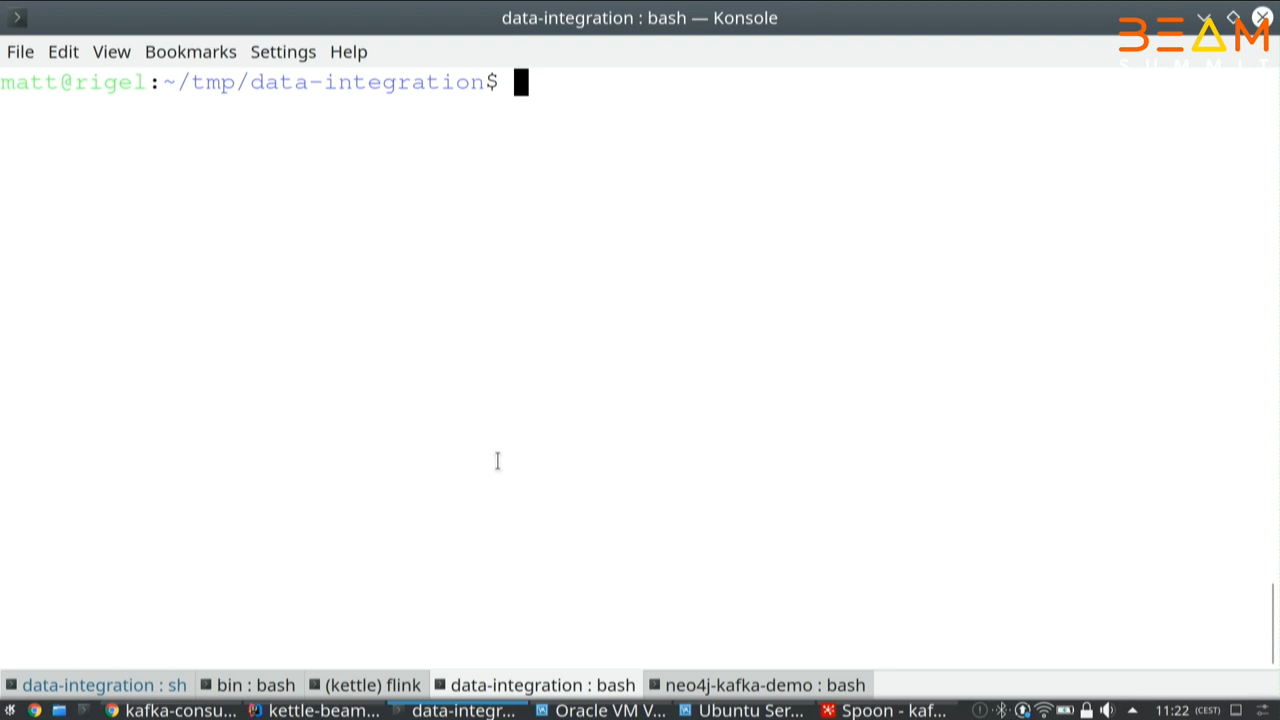 data-integration : bash — Konsole
BEAM
SUMMIT
File Edit View Bookmarks Settings Help
matt@rigel:~/tmp/data-integration$
data-integration : sh bin : bash (kettle) flink data-integration : bash neo4j-kafka-demo : bash
kafka-consu... kettle-beam... data-integr... Oracle VM V... Ubuntu Ser... Spoon - kaf... 11:22 (CEST)